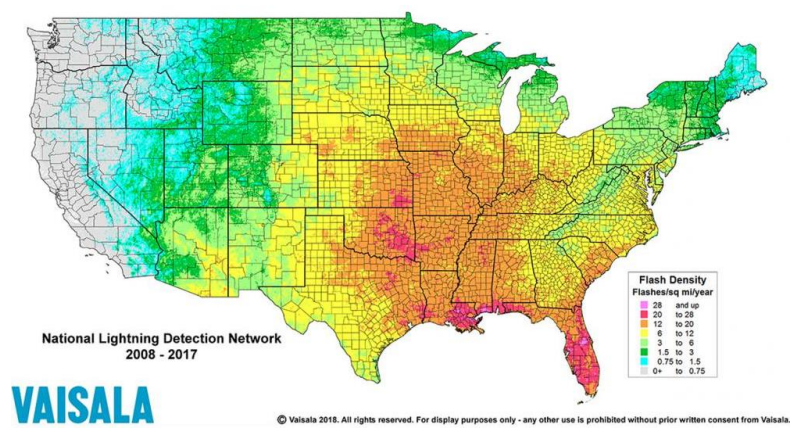 Flash Density
Flashes/sq mi/year
28 and up
20 to 28
12 to 20
6 to 12
3 to 6
1.5 to 3
0.75 to 1.5
0+ to 0.75
National Lightning Detection Network
2008 - 2017
VAISALA
© Vaisala 2018. All rights reserved. For display purposes only - any other use is prohibited without prior written consent from Vaisala.